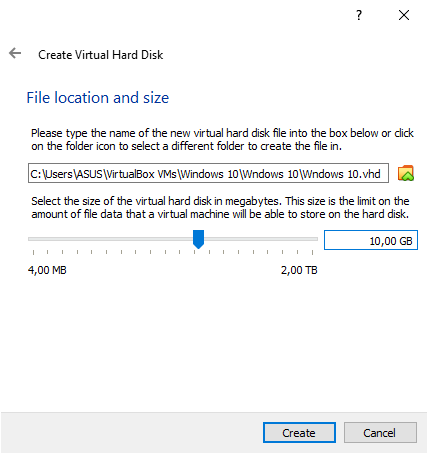 ?
Create Virtual Hard Disk
File location and size
Please type the name of the new virtual hard disk file into the box below or click
on the folder icon to select a different folder to create the file in.
C:\Users\ASUS\VirtualBox VMs\Windows 10\Wndows 10\Wndows 10.vhd
Select the size of the virtual hard disk in megabytes. This size is the limit on the
amount of file data that a virtual machine will be able to store on the hard disk.
10,00 GB
4,00 MB 2,00 TB
Create Cancel